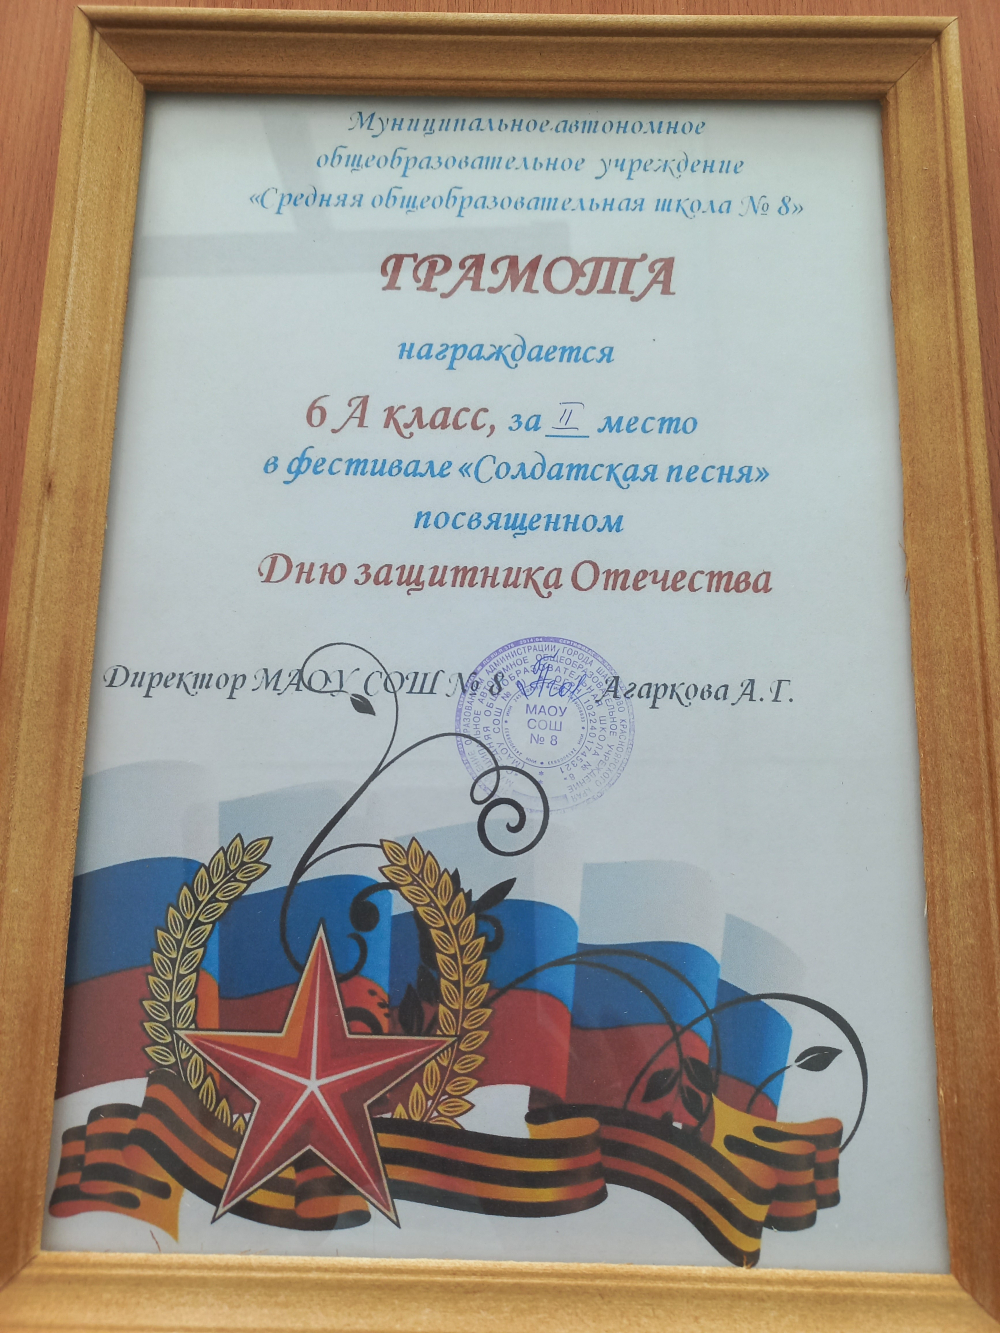 Муниципальное автономное
общеобразовательное учреждение
«Средняя общеобразовательная школа № 8»
ГРАМОТА
награждается
6 А класс, за II место
в фестивале «Солдатская песня»
посвященном
Дню защитника Отечества
Директор МАОУ СОШ № 8 Агаркова А.Г.
МАОУ
СОШ
№ 8